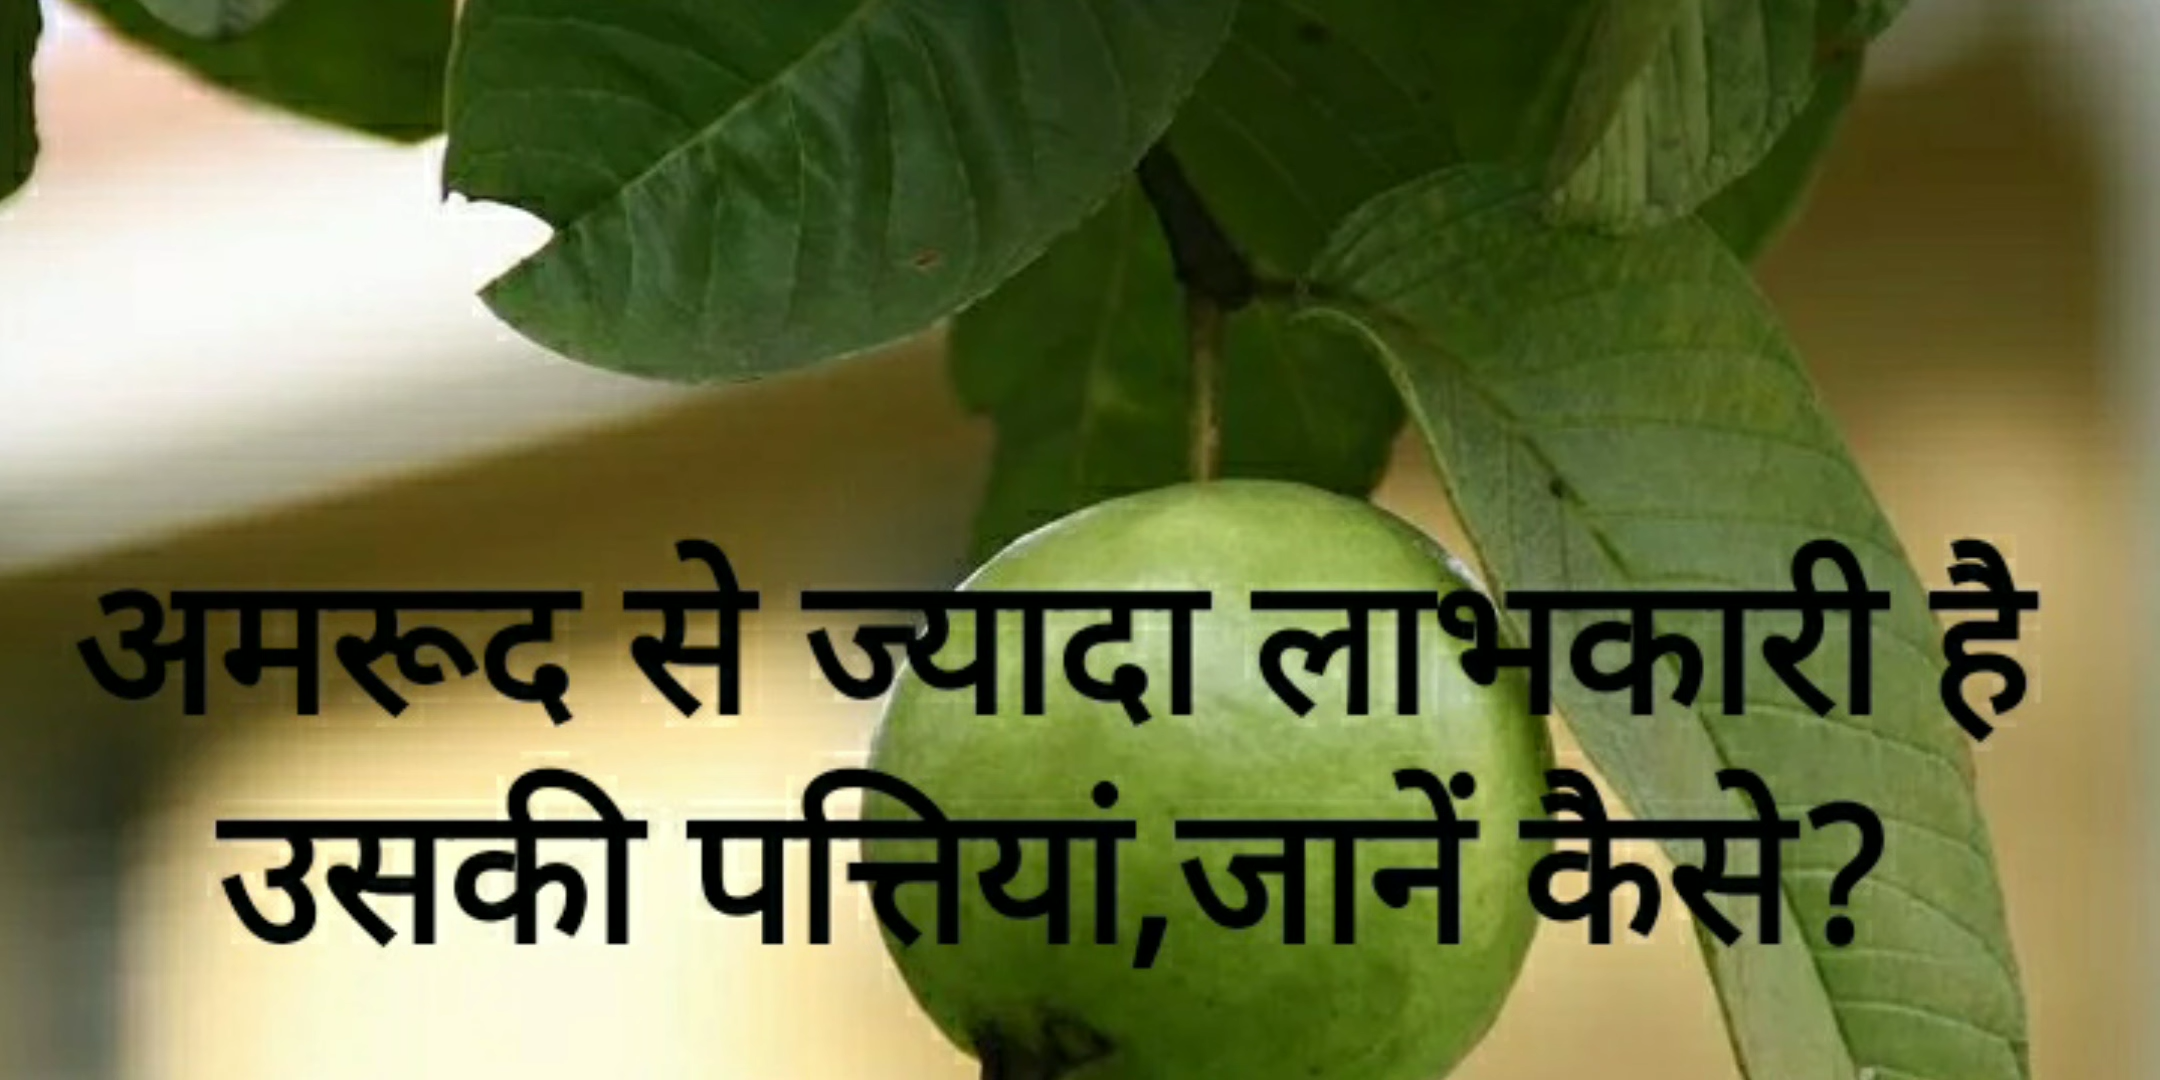 अमरूद से ज्यादा लाभकारी है
उसकी पत्तियां,जानें कैसे?